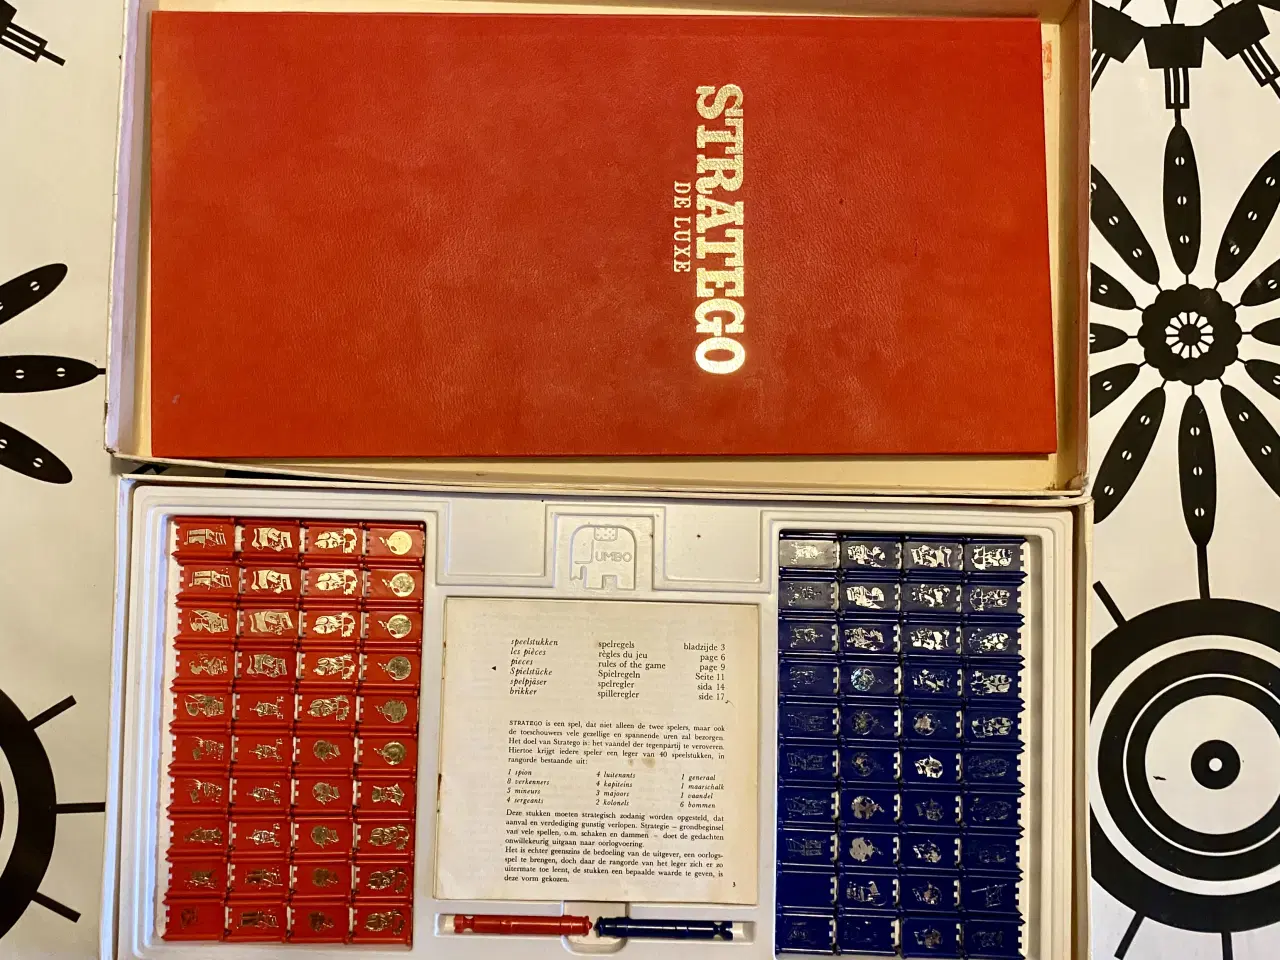 STRATEGO
DE LUXE
JUMBO
speelstukken spelregels bladzijde 3
les pièces règles du jeu page 6
pieces rules of the game page 9
Spielstücke Spielregeln Seite 11
spelpjäser spelregler sida 14
brikker spilleregler side 17
STRATEGO is een spel, dat niet alleen de twee spelers, maar ook
de toeschouwers vele gezellige en spannende uren zal bezorgen.
Het doel van Stratego is: het vaandel der tegenpartij te veroveren.
Hiertoe krijgt iedere speler een leger van 40 speelstukken, in
rangorde bestaande uit:
1 spion 4 luitenants 1 generaal
8 verkenners 4 kapiteins 1 maarschalk
5 mineurs 3 majoors 1 vaandel
4 sergeants 2 kolonels 6 bommen
Deze stukken moeten strategisch zodanig worden opgesteld, dat
aanval en verdediging gunstig verlopen. Strategie – grondbeginsel
van vele spellen, o.m. schaken en dammen – doet de gedachten
onwillekeurig uitgaan naar oorlogvoering.
Het is echter geenszins de bedoeling van de uitgever, een oorlogs-
spel te brengen, doch daar de rangorde van het leger zich er zo
uitermate toe leent, de stukken een bepaalde waarde te geven, is
deze vorm gekozen.
3